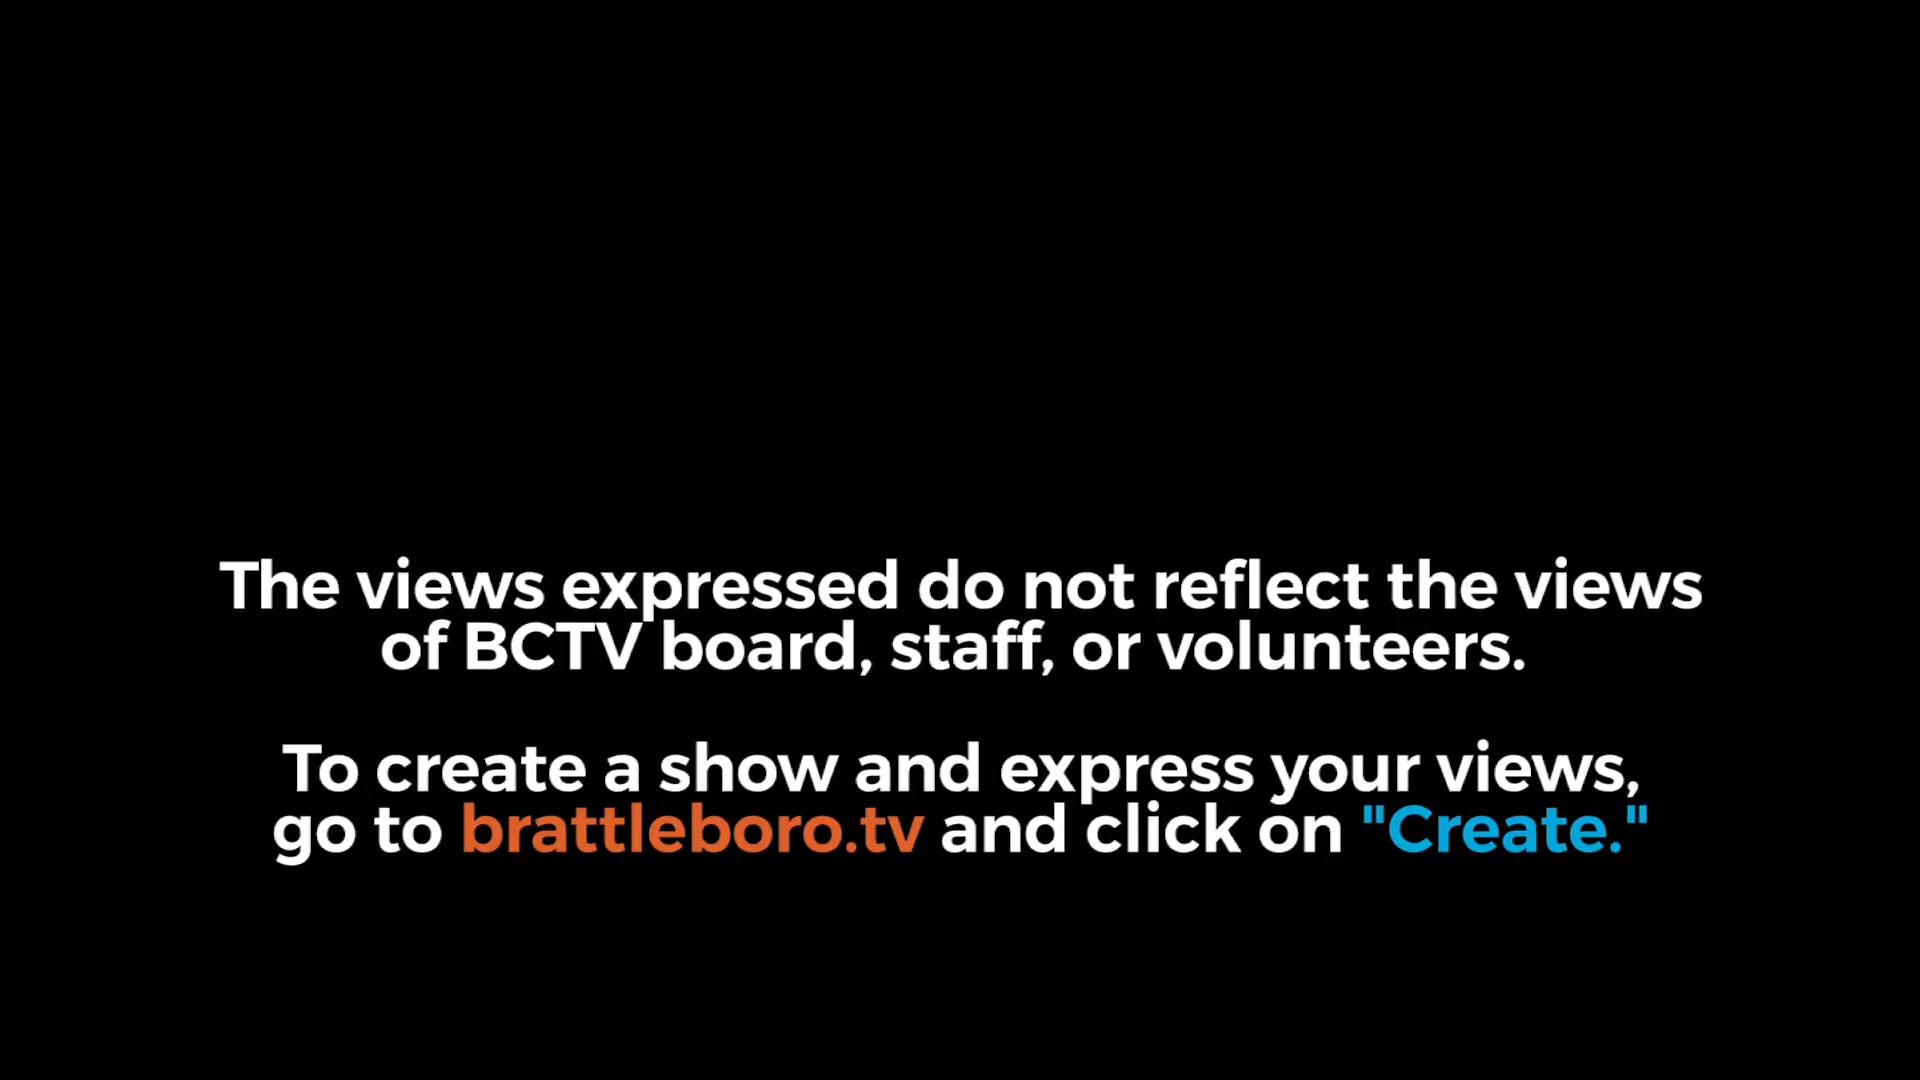 The views expressed do not reflect the views
of BCTV board, staff, or volunteers.
To create a show and express your views,
go to brattleboro.tv and click on "Create."